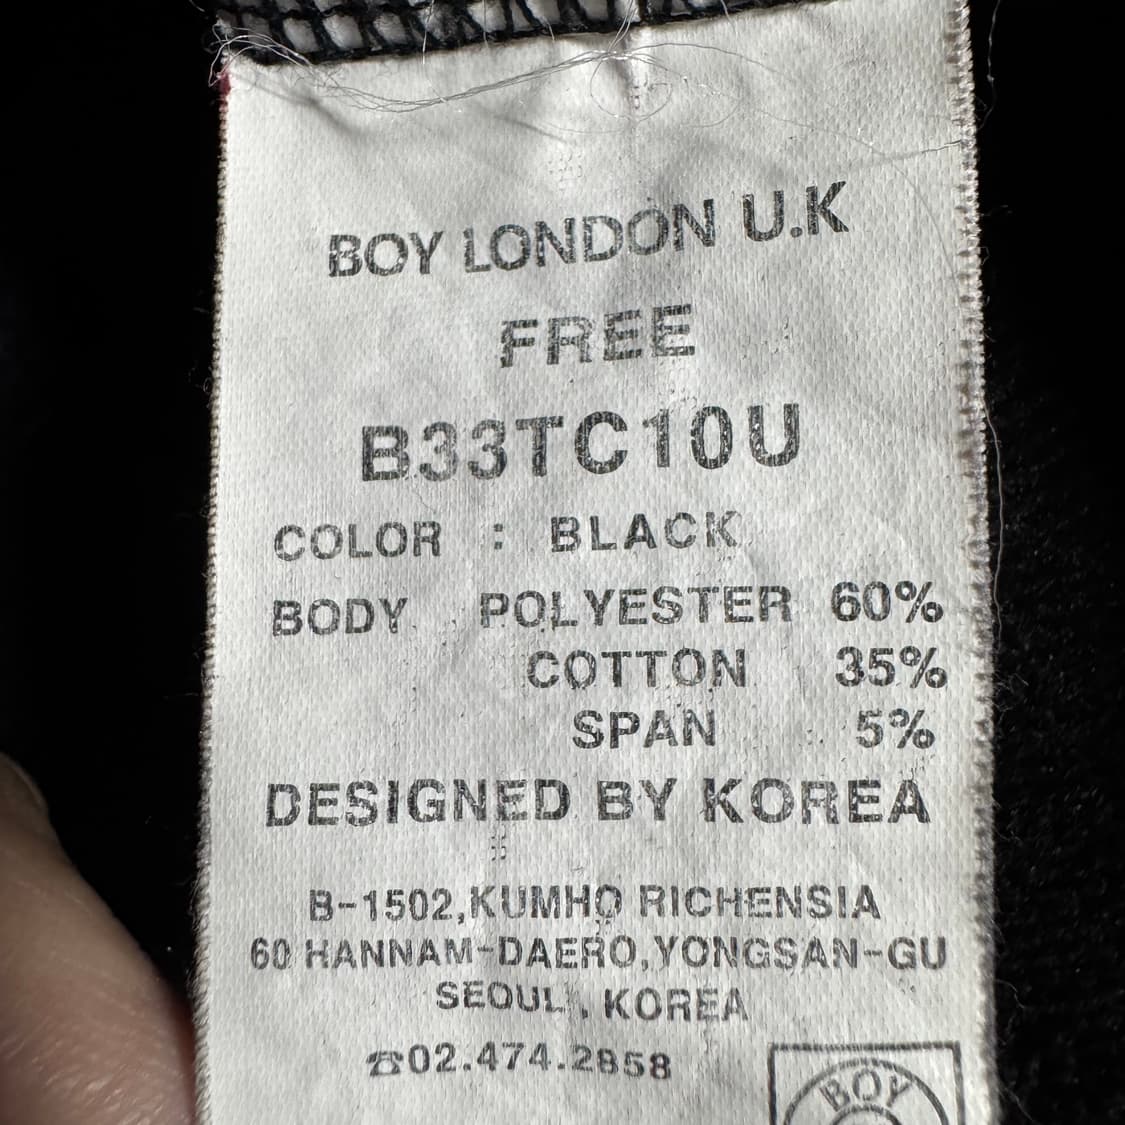 BOY LONDON U.K
FREE
B33TC10U
COLOR : BLACK
BODY POLYESTER 60%
COTTON 35%
SPAN 5%
DESIGNED BY KOREA
B-1502,KUMHO RICHENSIA
60 HANNAM-DAERO,YONGSAN-GU
SEOUL, KOREA
☎02.474.2858
BOY